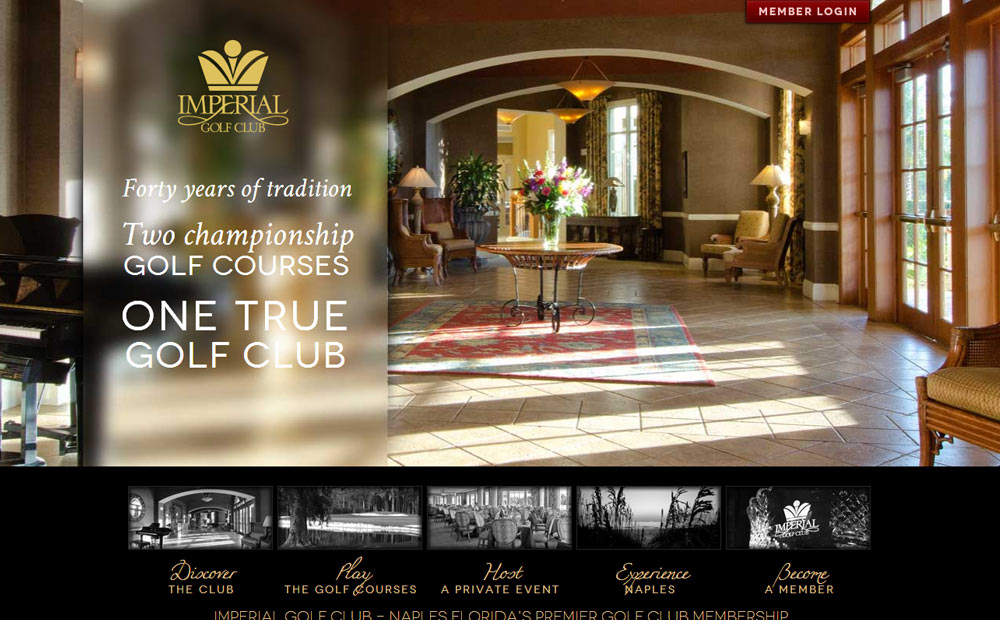 MEMBER LOGIN
IMPERIAL
GOLF CLUB
Forty years of tradition
Two championship
GOLF COURSES
ONE TRUE
GOLF CLUB
IMPERIAL
GOLF CLUB
Discover
THE CLUB
Play
THE GOLF COURSES
Host
A PRIVATE EVENT
Experience
NAPLES
Become
A MEMBER
IMPERIAL GOLF CLUB – NAPLES FLORIDA'S PREMIER GOLF CLUB MEMBERSHIP